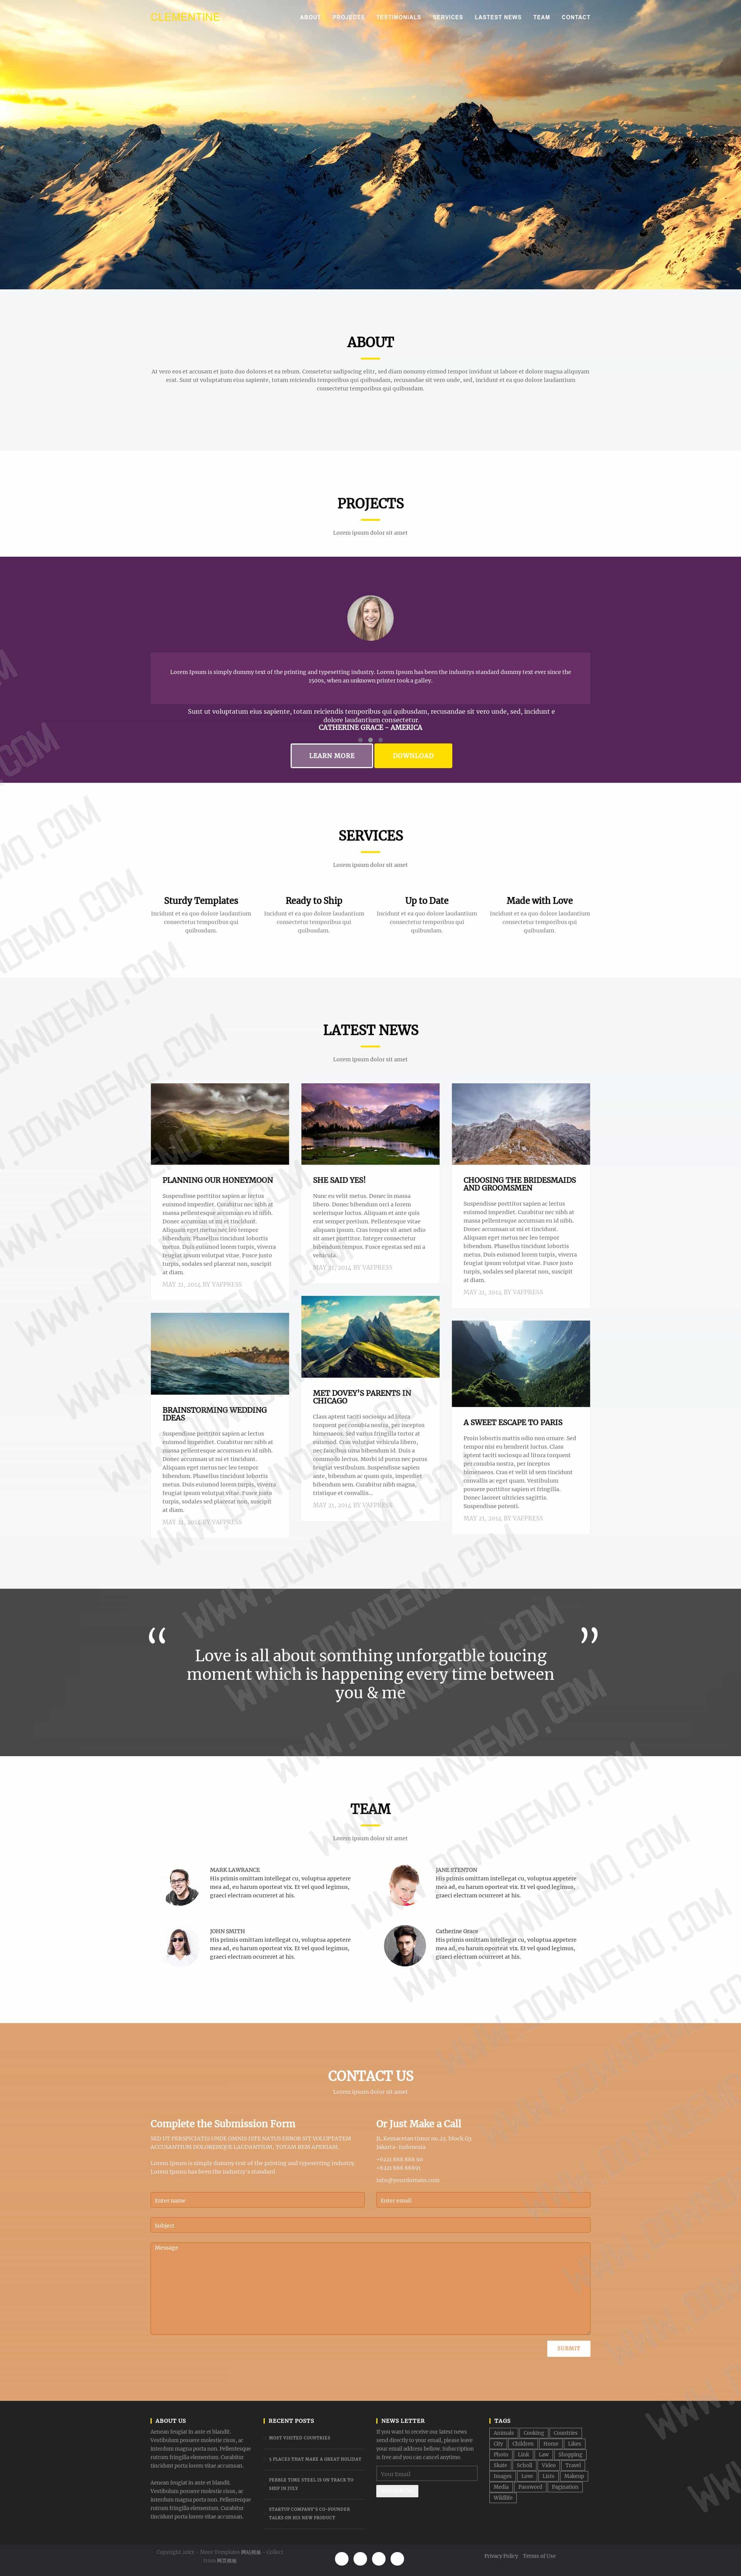 CLEMENTINE
ABOUT PROJECTS TESTIMONIALS SERVICES LASTEST NEWS TEAM CONTACT
ABOUT
At vero eos et accusam et justo duo dolores et ea rebum. Consetetur sadipscing elitr, sed diam nonumy eirmod tempor invidunt ut labore et dolore magna aliquyam
erat. Sunt ut voluptatum eius sapiente, totam reiciendis temporibus qui quibusdam, recusandae sit vero unde, sed, incidunt et ea quo dolore laudantium
consectetur temporibus qui quibusdam.
PROJECTS
Lorem ipsum dolor sit amet
Lorem Ipsum is simply dummy text of the printing and typesetting industry. Lorem Ipsum has been the industrys standard dummy text ever since the
1500s, when an unknown printer took a galley.
Sunt ut voluptatum eius sapiente, totam reiciendis temporibus qui quibusdam, recusandae sit vero unde, sed, incidunt e
dolore laudantium consectetur.
CATHERINE GRACE - AMERICA
LEARN MORE DOWNLOAD
SERVICES
Lorem ipsum dolor sit amet
Sturdy Templates
Incidunt et ea quo dolore laudantium
consectetur temporibus qui
quibusdam.
Ready to Ship
Incidunt et ea quo dolore laudantium
consectetur temporibus qui
quibusdam.
Up to Date
Incidunt et ea quo dolore laudantium
consectetur temporibus qui
quibusdam.
Made with Love
Incidunt et ea quo dolore laudantium
consectetur temporibus qui
quibusdam.
LATEST NEWS
Lorem ipsum dolor sit amet
PLANNING OUR HONEYMOON
Suspendisse porttitor sapien ac lectus
euismod imperdiet. Curabitur nec nibh at
massa pellentesque accumsan eu id nibh.
Donec accumsan ut mi et tincidunt.
Aliquam eget metus nec leo tempor
bibendum. Phasellus tincidunt lobortis
metus. Duis euismod lorem turpis, viverra
feugiat ipsum volutpat vitae. Fusce justo
turpis, sodales sed placerat non, suscipit
at diam.
MAY 21, 2014 BY VAFPRESS
BRAINSTORMING WEDDING
IDEAS
Suspendisse porttitor sapien ac lectus
euismod imperdiet. Curabitur nec nibh at
massa pellentesque accumsan eu id nibh.
Donec accumsan ut mi et tincidunt.
Aliquam eget metus nec leo tempor
bibendum. Phasellus tincidunt lobortis
metus. Duis euismod lorem turpis, viverra
feugiat ipsum volutpat vitae. Fusce justo
turpis, sodales sed placerat non, suscipit
at diam.
MAY 21, 2014 BY VAFPRESS
SHE SAID YES!
Nunc eu velit metus. Donec in massa
libero. Donec bibendum orci a lorem
scelerisque luctus. Aliquam et ante quis
erat semper pretium. Pellentesque vitae
aliquam ipsum. Cras tempor sit amet odio
sit amet porttitor. Integer consectetur
bibendum tempus. Fusce egestas sed mi a
vehicula.
MAY 21, 2014 BY VAFPRESS
MET DOVEY'S PARENTS IN
CHICAGO
Class aptent taciti sociosqu ad litora
torquent per conubia nostra, per inceptos
himenaeos. Sed varius fringilla tortor at
euismod. Cras volutpat vehicula libero,
nec faucibus urna bibendum id. Duis a
commodo lectus. Morbi id purus nec purus
feugiat vestibulum. Suspendisse sapien
ante, bibendum ac quam quis, imperdiet
bibendum sem. Curabitur nibh magna,
tristique et convallis...
MAY 21, 2014 BY VAFPRESS
CHOOSING THE BRIDESMAIDS
AND GROOMSMEN
Suspendisse porttitor sapien ac lectus
euismod imperdiet. Curabitur nec nibh at
massa pellentesque accumsan eu id nibh.
Donec accumsan ut mi et tincidunt.
Aliquam eget metus nec leo tempor
bibendum. Phasellus tincidunt lobortis
metus. Duis euismod lorem turpis, viverra
feugiat ipsum volutpat vitae. Fusce justo
turpis, sodales sed placerat non, suscipit
at diam.
MAY 21, 2014 BY VAFPRESS
A SWEET ESCAPE TO PARIS
Proin lobortis mattis odio non ornare. Sed
tempor nisi eu hendrerit luctus. Class
aptent taciti sociosqu ad litora torquent
per conubia nostra, per inceptos
himenaeos. Cras et velit id sem tincidunt
convallis ac eget quam. Vestibulum
posuere porttitor sapien et fringilla.
Donec laoreet ultricies sagittis.
Suspendisse potenti.
MAY 21, 2014 BY VAFPRESS
“ Love is all about somthing unforgatble toucing ”
moment which is happening every time between
you & me
TEAM
Lorem ipsum dolor sit amet
MARK LAWRANCE
His primis omittam intellegat cu, voluptua appetere
mea ad, eu harum oporteat vix. Et vel quod legimus,
graeci electram ocurreret at his.
JANE STENTON
His primis omittam intellegat cu, voluptua appetere
mea ad, eu harum oporteat vix. Et vel quod legimus,
graeci electram ocurreret at his.
JOHN SMITH
His primis omittam intellegat cu, voluptua appetere
mea ad, eu harum oporteat vix. Et vel quod legimus,
graeci electram ocurreret at his.
Catherine Grace
His primis omittam intellegat cu, voluptua appetere
mea ad, eu harum oporteat vix. Et vel quod legimus,
graeci electram ocurreret at his.
CONTACT US
Lorem ipsum dolor sit amet
Complete the Submission Form
SED UT PERSPICIATIS UNDE OMNIS ISTE NATUS ERROR SIT VOLUPTATEM
ACCUSANTIUM DOLOREMQUE LAUDANTIUM, TOTAM REM APERIAM.
Lorem Ipsum is simply dummy text of the printing and typesetting industry.
Lorem Ipsum has been the industry's standard
Or Just Make a Call
JL.Kemacetan timur no.23. block.Q3
Jakarta-Indonesia
+6221 888 888 90
+6221 888 88891
info@yourdomain.com
Enter name
Enter email
Subject
Message
SUBMIT
ABOUT US
Aenean feugiat in ante et blandit.
Vestibulum posuere molestie risus, ac
interdum magna porta non. Pellentesque
rutrum fringilla elementum. Curabitur
tincidunt porta lorem vitae accumsan.
Aenean feugiat in ante et blandit.
Vestibulum posuere molestie risus, ac
interdum magna porta non. Pellentesque
rutrum fringilla elementum. Curabitur
tincidunt porta lorem vitae accumsan.
RECENT POSTS
MOST VISITED COUNTRIES
5 PLACES THAT MAKE A GREAT HOLIDAY
PEBBLE TIME STEEL IS ON TRACK TO
SHIP IN JULY
STARTUP COMPANY'S CO-FOUNDER
TALKS ON HIS NEW PRODUCT
NEWS LETTER
If you want to receive our latest news
send directly to your email, please leave
your email address bellow. Subscription
is free and you can cancel anytime.
Your Email
TAGS
Animals Cooking Countries
City Children Home Likes
Photo Link Law Shopping
Skate Scholl Video Travel
Images Love Lists Makeup
Media Password Pagination
Wildlife
- More Templates 网站模板 - Collect
from 网页模板
Privacy Policy Terms of Use
WWW.DOWNDEMO.COM